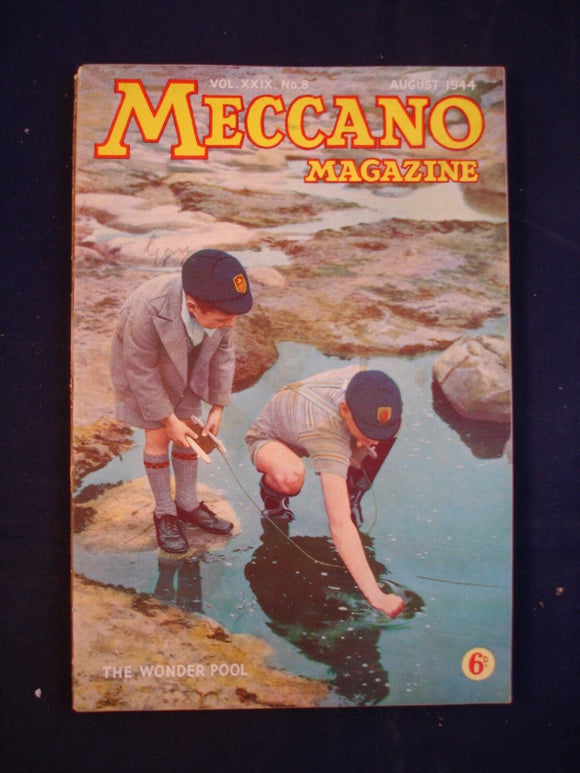 VOL. XXIX. No. 8 AUGUST 1944
MECCANO
MAGAZINE
THE WONDER POOL
6D.